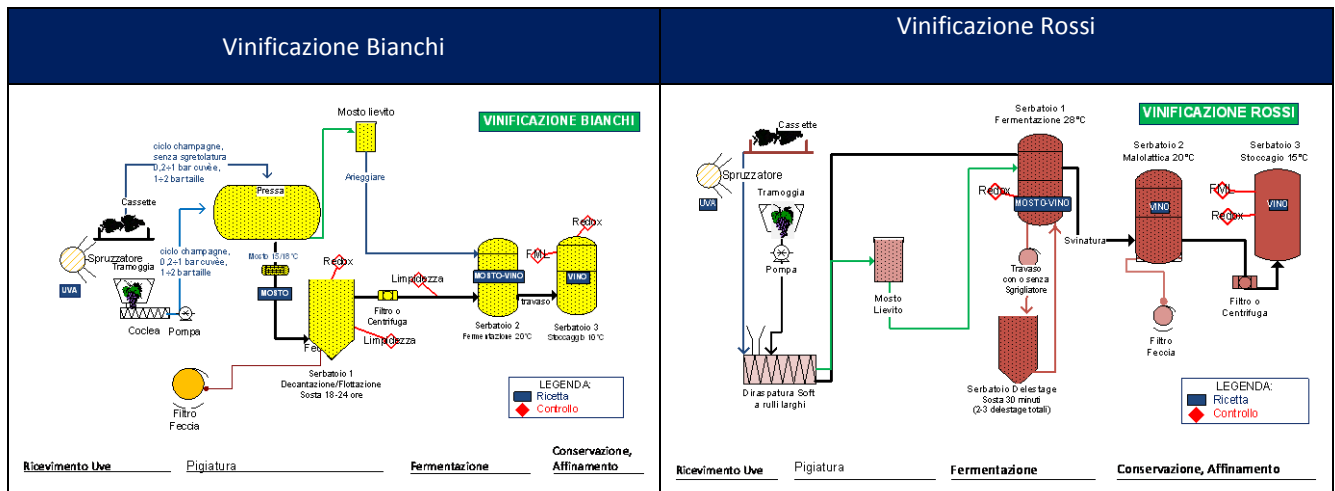 Vinificazione Bianchi
Vinificazione Rossi
Mosto lievito
VINIFICAZIONE BIANCHI
ciclo champagne,
senza sgretolatura
0,2÷1 bar cuvèe,
1÷2 bar taille
Arieggiare
Pressa
Cassette
Redox
ciclo champagne,
0,2÷1 bar cuvèe,
1÷2 bar taille
Mosto 15/18°C
Redox
FML
Spruzzatore
Tramoggia
UVA
MOSTO
Limpidezza
MOSTO-VINO
VINO
travaso
Coclea
Pompa
Filtro o
Centrifuga
Limpidezza
Serbatoio 2
Fermentazione 20°C
Serbatoio 3
Stoccaggio 10°C
Serbatoio 1
Decantazione/Flottazione
Sosta 18-24 ore
Filtro
Feccia
LEGENDA:
Ricetta
Controllo
Ricevimento Uve
Pigiatura
Fermentazione
Conservazione,
Affinamento
Serbatoio 1
Fermentazione 28°C
VINIFICAZIONE ROSSI
Cassette
Serbatoio 2
Malolattica 20°C
Serbatoio 3
Stoccagio 15°C
Spruzzatore
Tramoggia
UVA
Redox
MOSTO-VINO
FML
VINO
VINO
Redox
Svinatura
Pompa
Travaso
con o senza
Sgrigliatore
Mosto
Lievito
Filtro o
Centrifuga
Filtro
Feccia
Diraspatura Soft
a rulli larghi
Serbatoio Delestage
Sosta 30 minuti
(2-3 delestage totali)
LEGENDA:
Ricetta
Controllo
Ricevimento Uve
Pigiatura
Fermentazione
Conservazione, Affinamento